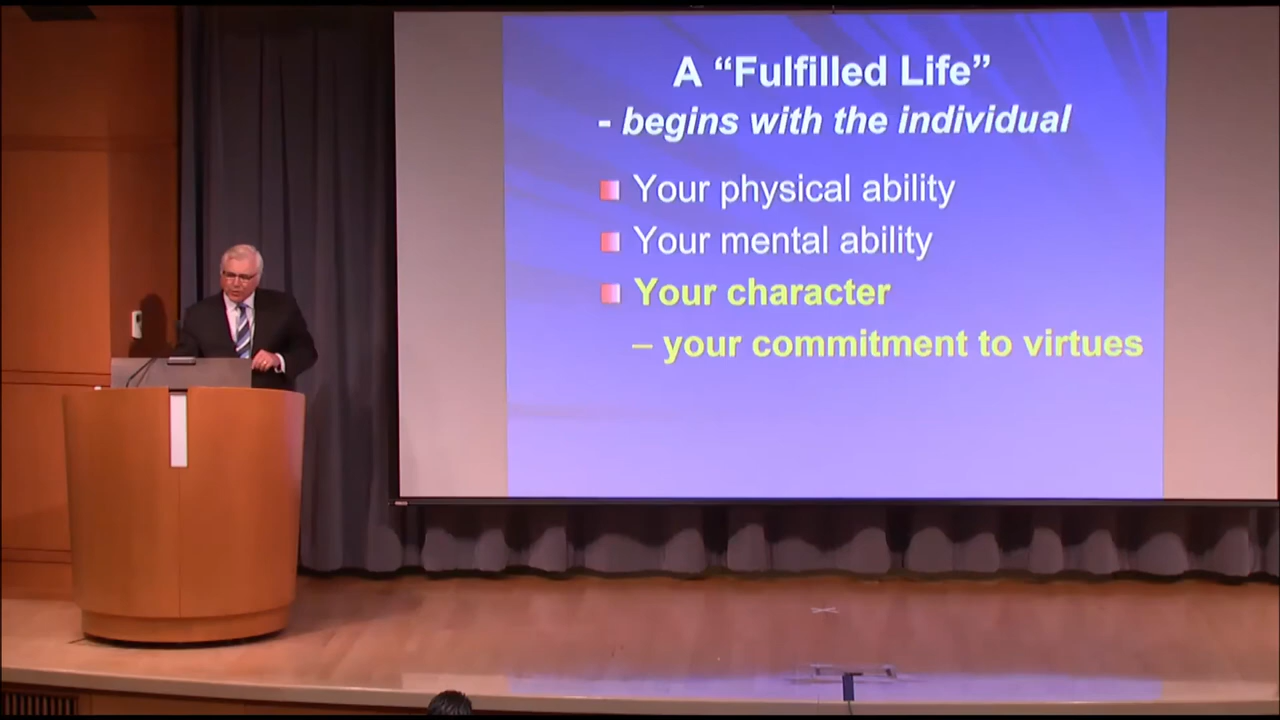 A “Fulfilled Life”
- begins with the individual
Your physical ability
Your mental ability
Your character
– your commitment to virtues